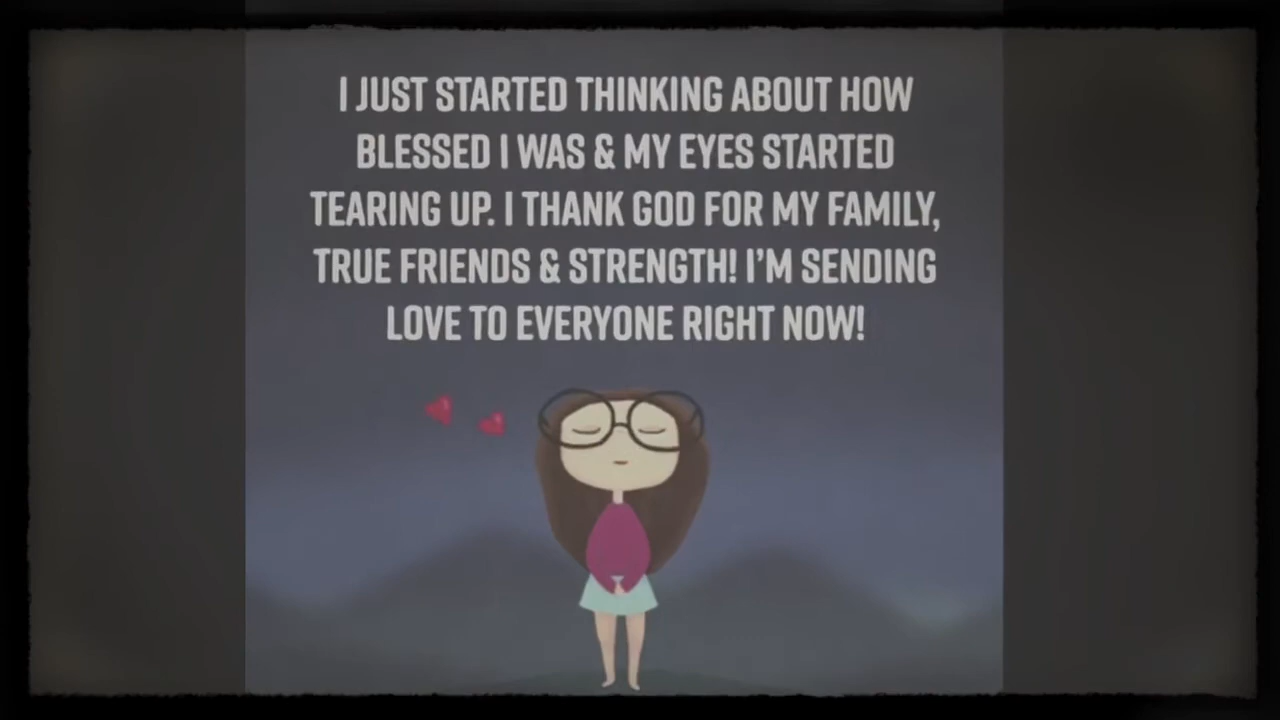 I JUST STARTED THINKING ABOUT HOW
BLESSED I WAS & MY EYES STARTED
TEARING UP. I THANK GOD FOR MY FAMILY,
TRUE FRIENDS & STRENGTH! I'M SENDING
LOVE TO EVERYONE RIGHT NOW!